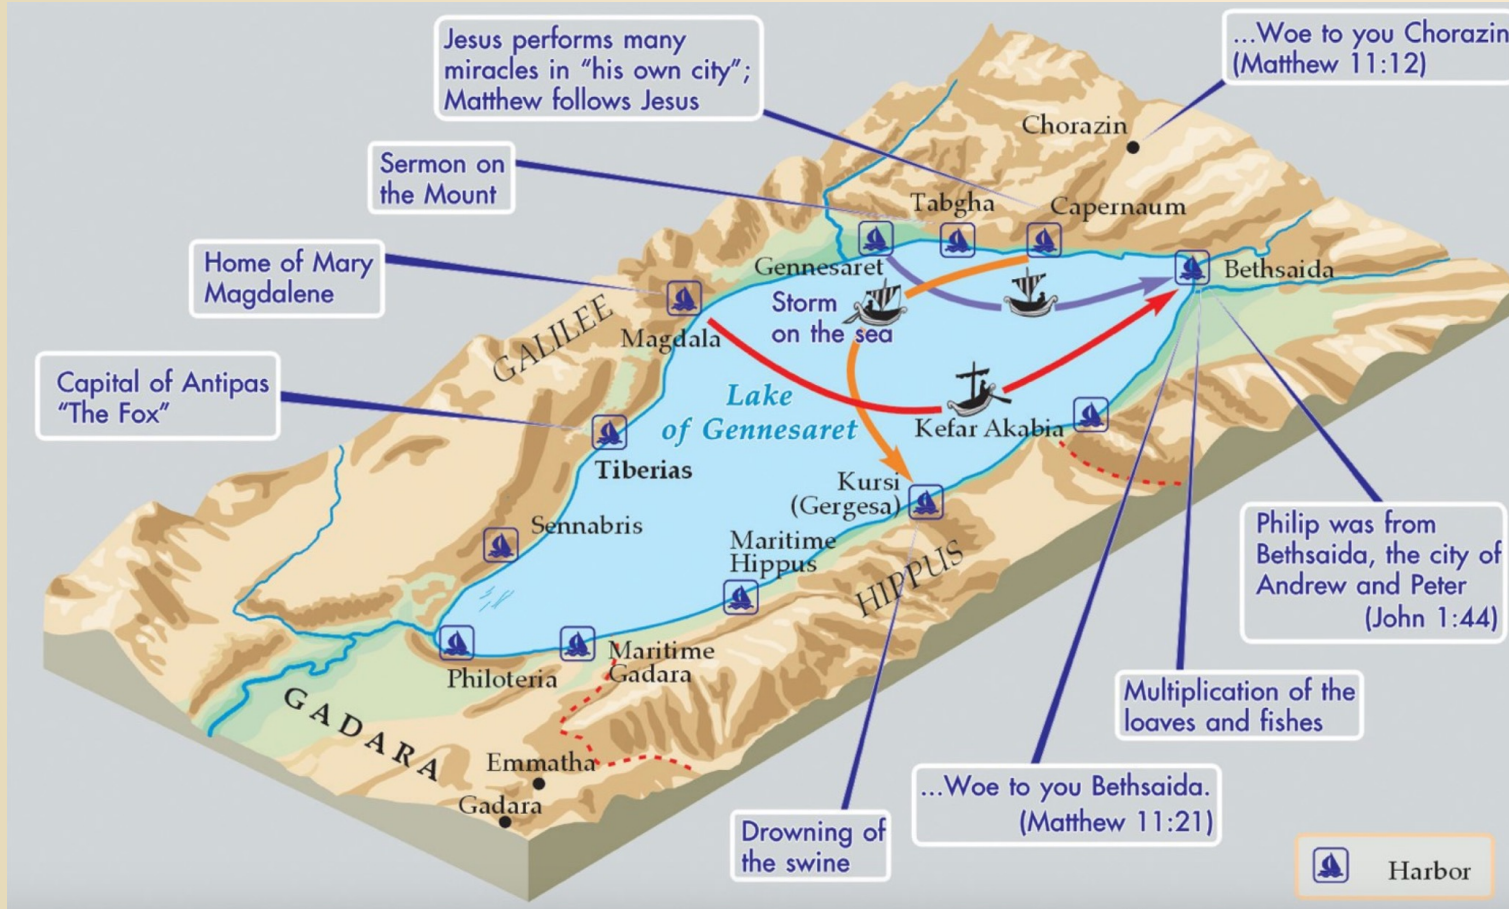 Jesus performs many
miracles in “his own city”;
Matthew follows Jesus
...Woe to you Chorazin
(Matthew 11:12)
Chorazin
Sermon on
the Mount
Tabgha
Capernaum
Home of Mary
Magdalene
Gennesaret
Bethsaida
Storm
on the sea
GALILEE
Magdala
Capital of Antipas
“The Fox”
Lake
of Gennesaret
Kefar Akabia
Tiberias
Kursi
(Gergesa)
Sennabris
Maritime
Hippus
HIPPUS
Philip was from
Bethsaida, the city of
Andrew and Peter
(John 1:44)
Maritime
Gadara
Philoteria
GADARA
Multiplication of the
loaves and fishes
Emmatha
Gadara
...Woe to you Bethsaida.
(Matthew 11:21)
Drowning of
the swine
Harbor